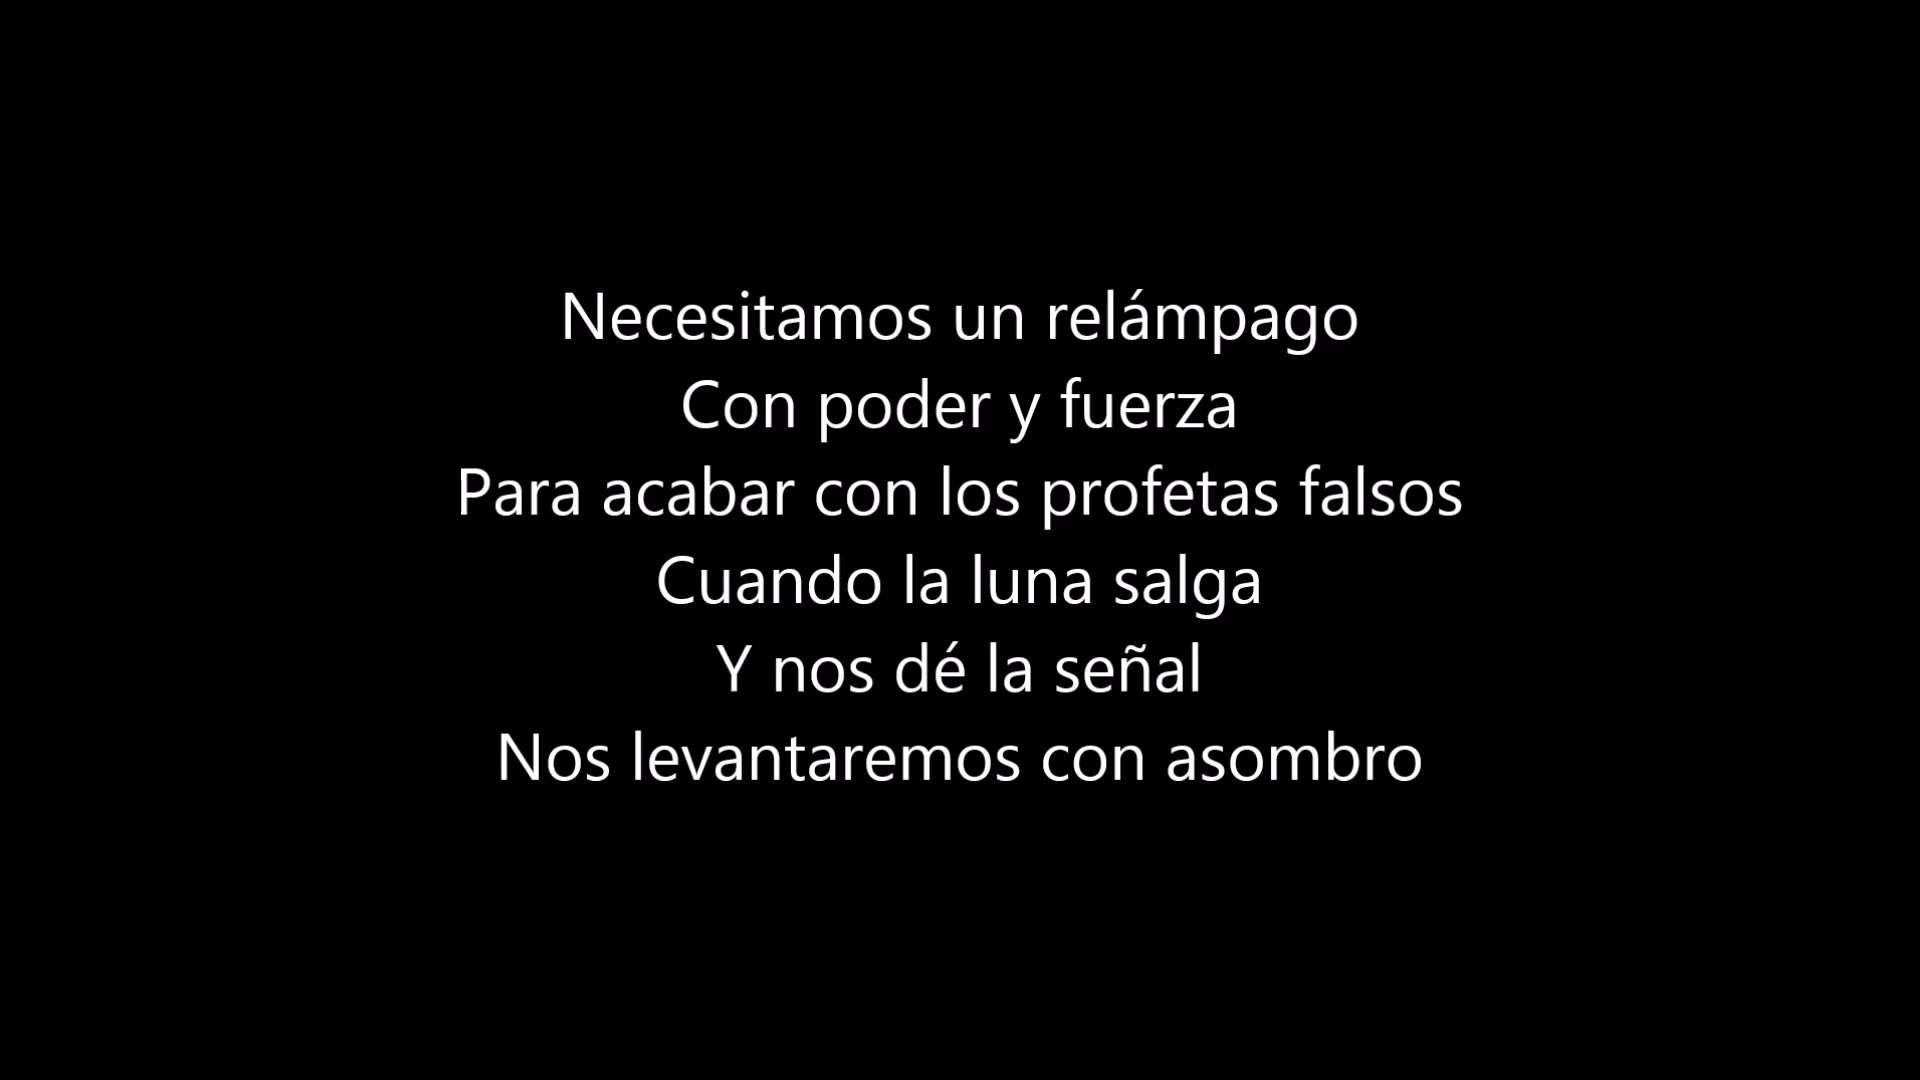 Necesitamos un relámpago
Con poder y fuerza
Para acabar con los profetas falsos
Cuando la luna salga
Y nos dé la señal
Nos levantaremos con asombro